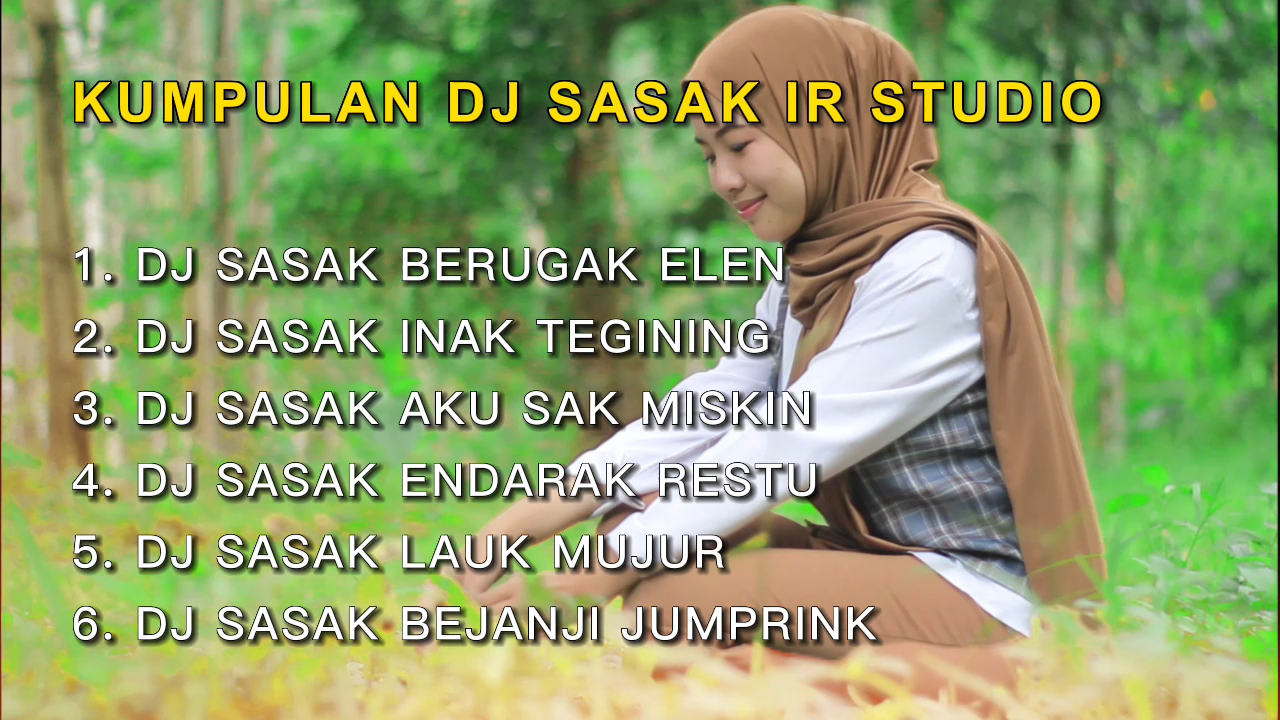 KUMPULAN DJ SASAK IR STUDIO
1. DJ SASAK BERUGAK ELEN
2. DJ SASAK INAK TEGINING
3. DJ SASAK AKU SAK MISKIN
4. DJ SASAK ENDARAK RESTU
5. DJ SASAK LAUK MUJUR
6. DJ SASAK BEJANJI JUMPRINK